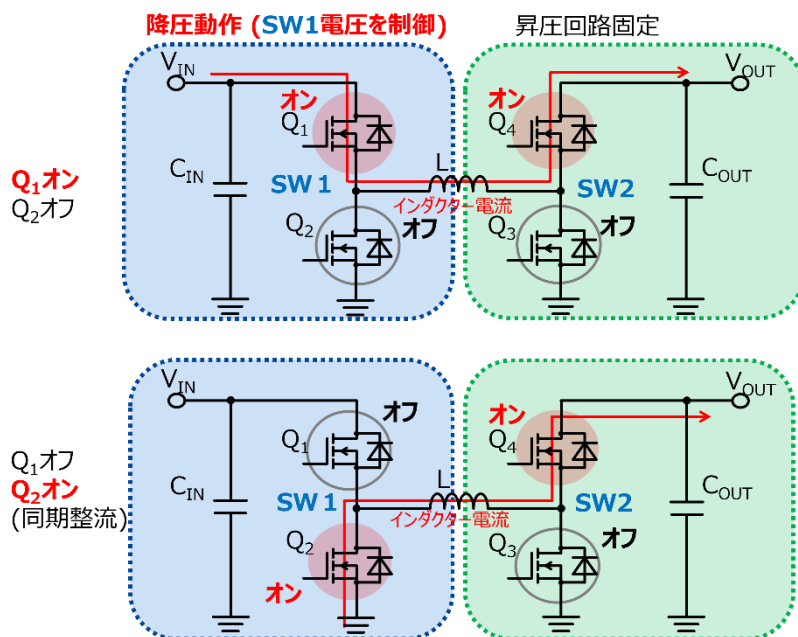 降圧動作 (SW1電圧を制御)
昇圧回路固定
VIN
VOUT
オン
オン
Q1
Q4
CIN
L
COUT
Q1オン
SW1
SW2
Q2オフ
インダクター電流
Q2
オフ
Q3
オフ
VIN
VOUT
オフ
オン
Q1
Q4
Q1オフ
L
Q2オン
CIN
SW1
SW2
COUT
(同期整流)
インダクター電流
Q2
Q3
オフ
オン